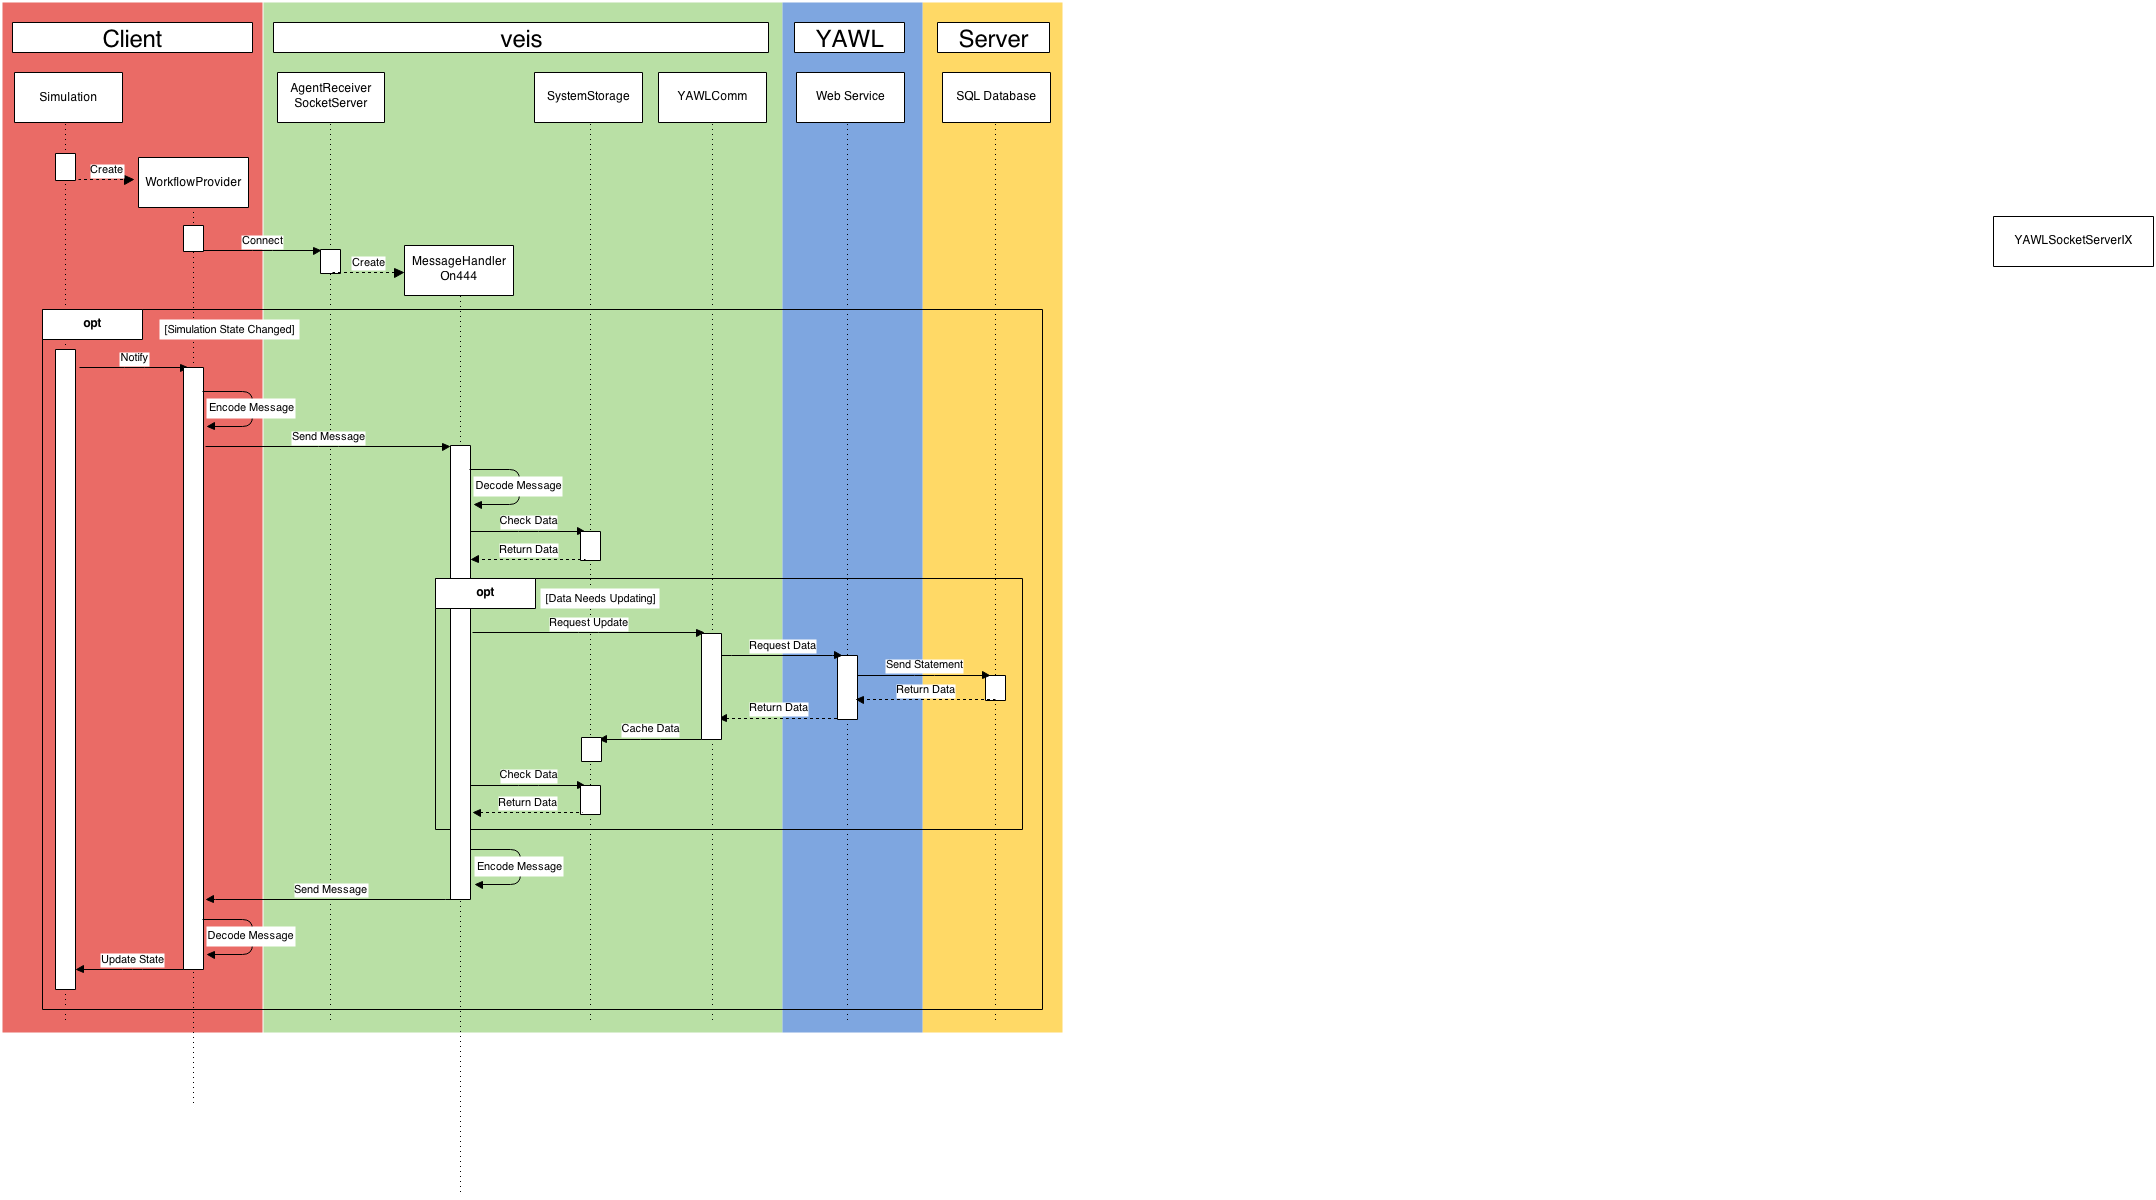 Client
veis
YAWL
Server
Simulation
AgentReceiver
SocketServer
SystemStorage
YAWLComm
Web Service
SQL Database
Create
WorkflowProvider
Connect
YAWLSocketServerIX
Create
MessageHandler
On444
opt
[Simulation State Changed]
Notify
Encode Message
Send Message
Decode Message
Check Data
Return Data
opt
[Data Needs Updating]
Request Update
Request Data
Send Statement
Return Data
Return Data
Cache Data
Check Data
Return Data
Encode Message
Send Message
Decode Message
Update State